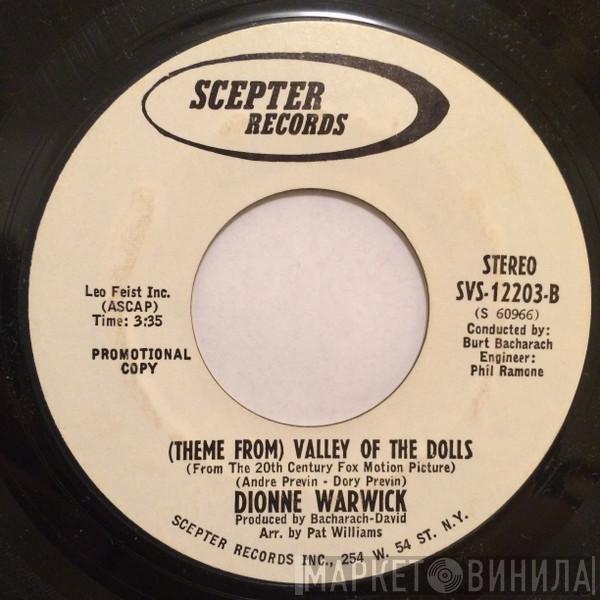 SCEPTER
RECORDS
Leo Feist Inc.
(ASCAP)
Time: 3:35
PROMOTIONAL
COPY
STEREO
SVS-12203-B
(S 60966)
Conducted by:
Burt Bacharach
Engineer:
Phil Ramone
(THEME FROM) VALLEY OF THE DOLLS
(From The 20th Century Fox Motion Picture)
(Andre Previn - Dory Previn)
DIONNE WARWICK
Produced by Bacharach-David
Arr. by Pat Williams
SCEPTER RECORDS INC., 254 W. 54 ST. N.Y.
МАРКЕТ ВИНИЛА